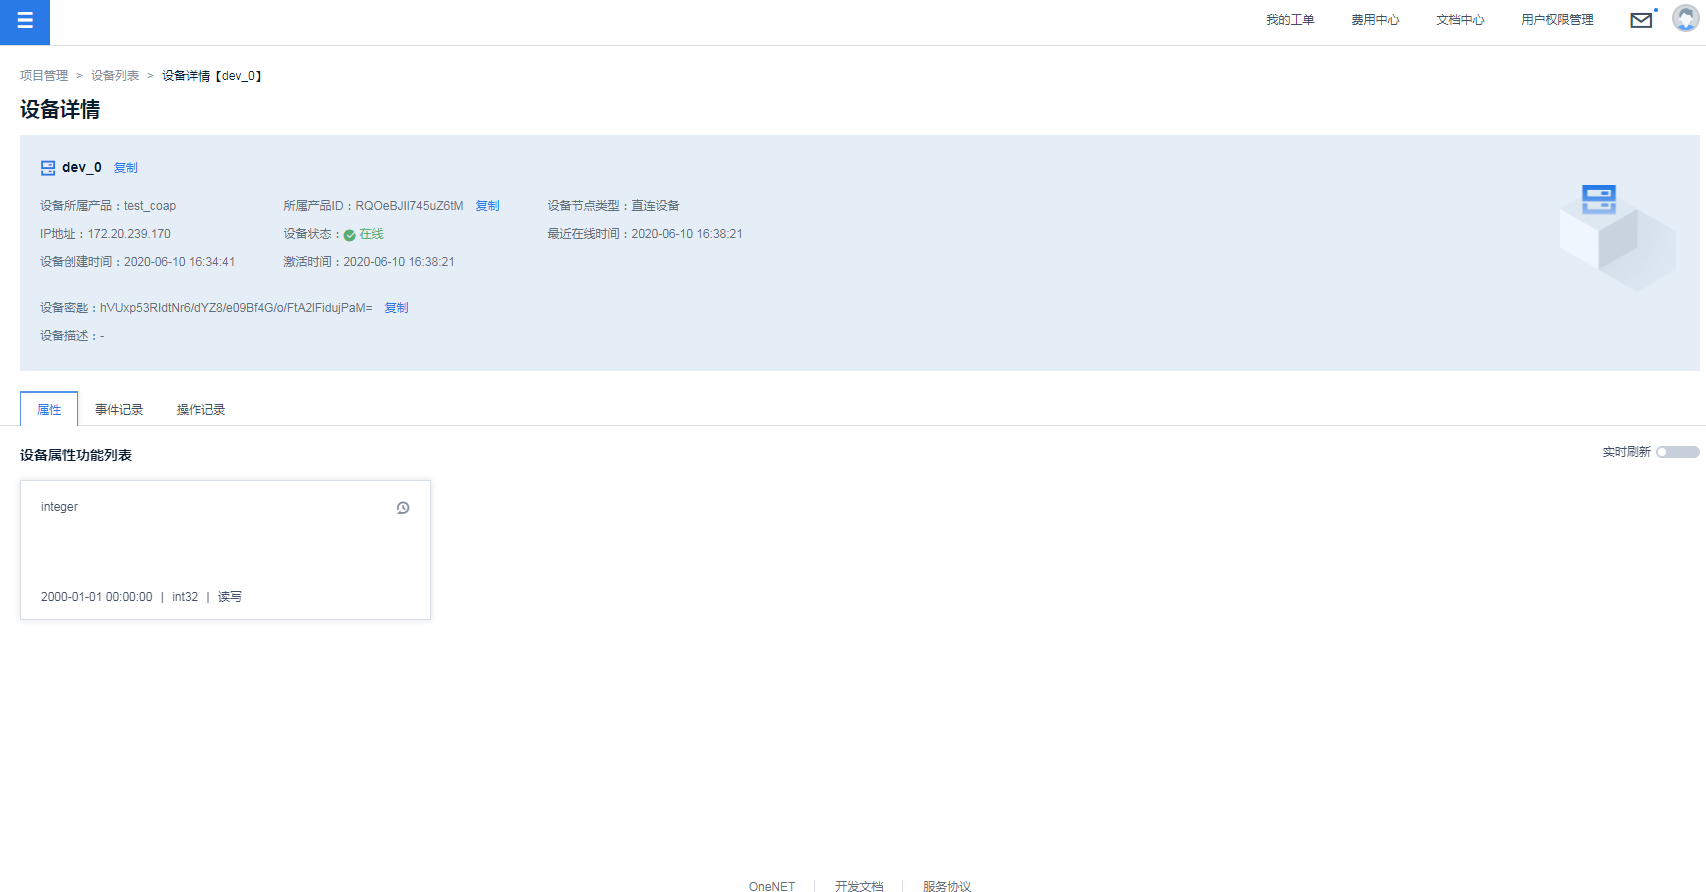 我的工单 费用中心 文档中心 用户权限管理
项目管理 > 设备列表 > 设备详情【dev_0】
设备详情
dev_0 复制
设备所属产品：test_coap 所属产品ID：RQOeBJII745uZ6tM 复制 设备节点类型：直连设备
IP地址：172.20.239.170 设备状态： 在线 最近在线时间：2020-06-10 16:38:21
设备创建时间：2020-06-10 16:34:41 激活时间：2020-06-10 16:38:21
设备密匙：hVUxp53RIdtNr6/dYZ8/e09Bf4G/o/FtA2IFidujPaM= 复制
设备描述：-
属性 事件记录 操作记录
设备属性功能列表 实时刷新
integer
2000-01-01 00:00:00 | int32 | 读写
OneNET 开发文档 服务协议